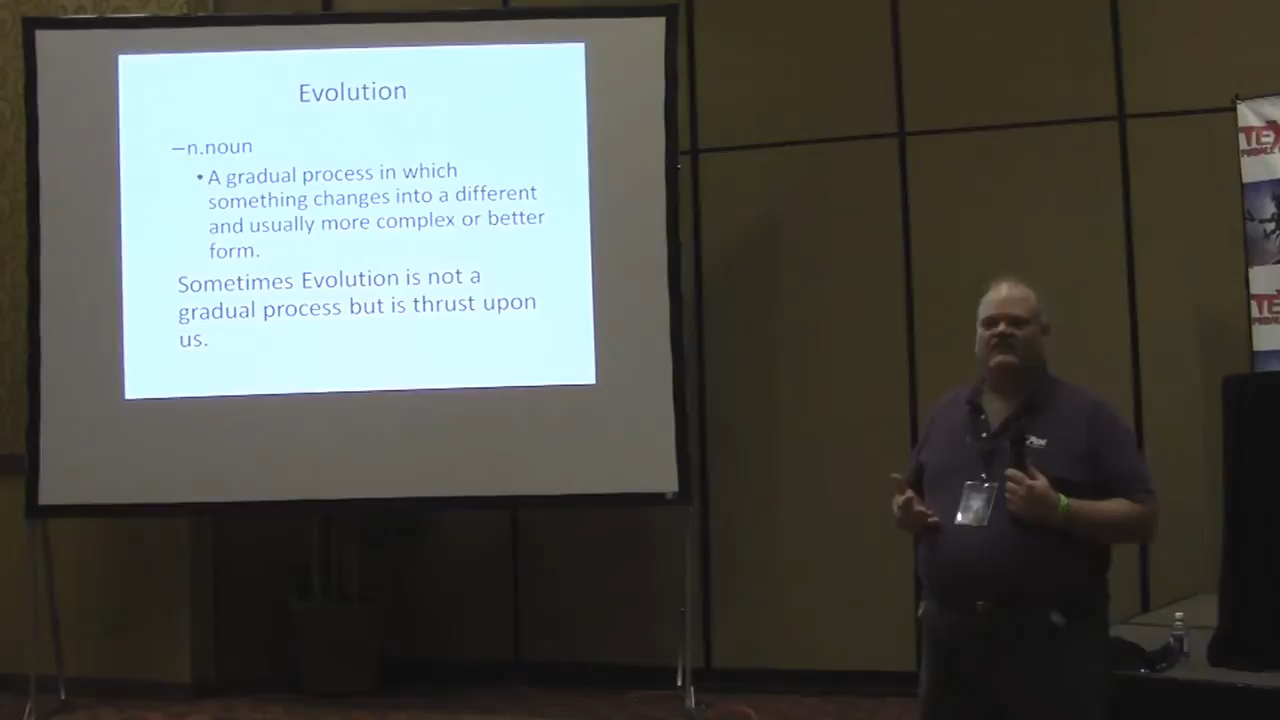 Evolution
–n.noun
• A gradual process in which
something changes into a different
and usually more complex or better
form.
Sometimes Evolution is not a
gradual process but is thrust upon
us.